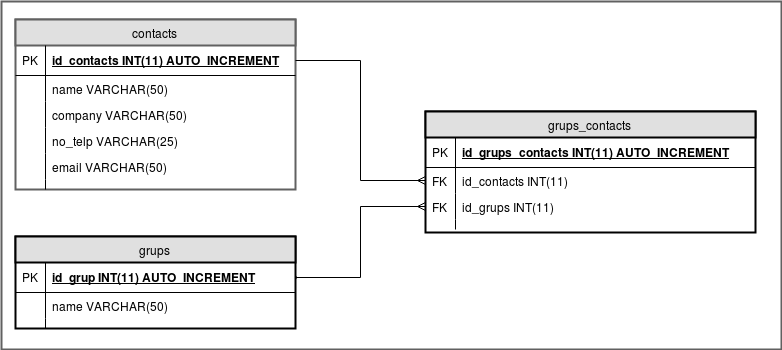 contacts
PK id_contacts INT(11) AUTO_INCREMENT
name VARCHAR(50)
company VARCHAR(50)
no_telp VARCHAR(25)
email VARCHAR(50)
grups_contacts
PK id_grups_contacts INT(11) AUTO_INCREMENT
FK id_contacts INT(11)
FK id_grups INT(11)
grups
PK id_grup INT(11) AUTO_INCREMENT
name VARCHAR(50)